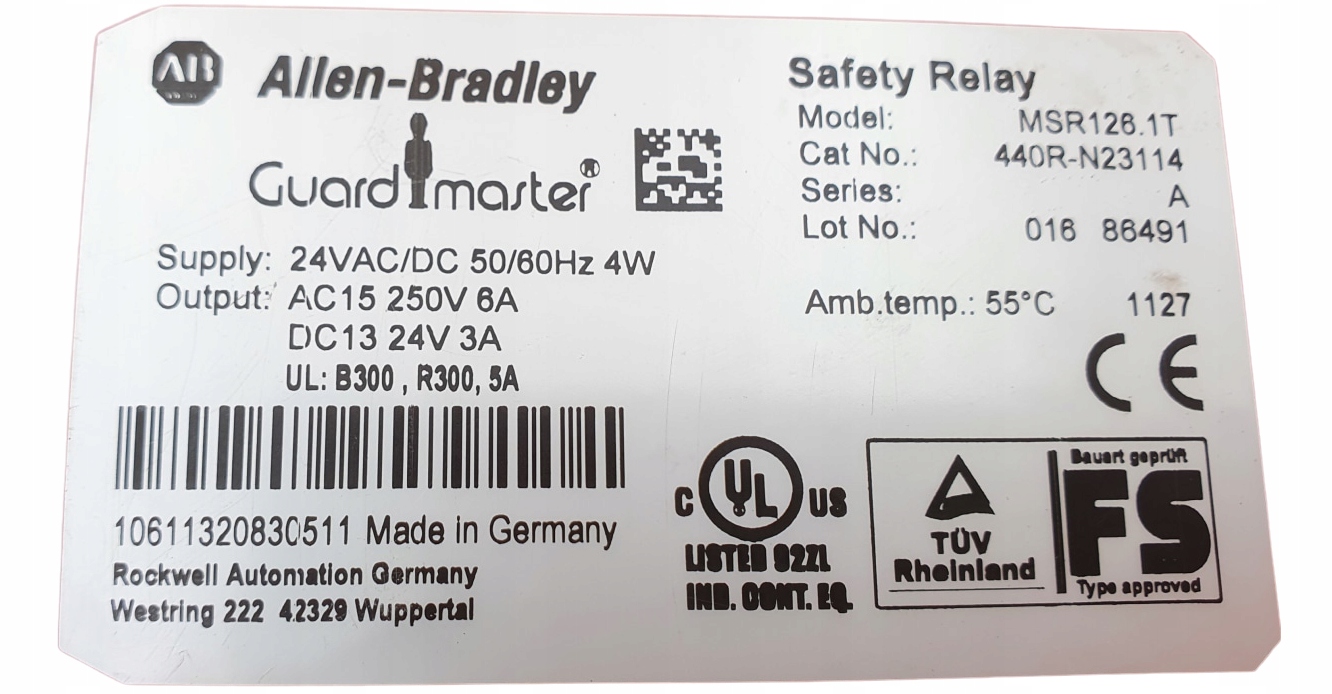 AB Allen-Bradley
Guardmaster®
Safety Relay
Model: MSR126.1T
Cat No.: 440R-N23114
Series: A
Lot No.: 016 86491
Supply: 24VAC/DC 50/60Hz 4W
Output: AC15 250V 6A
DC13 24V 3A
UL: B300 , R300, 5A
Amb.temp.: 55°C 1127
CE
10611320830511 Made in Germany
Rockwell Automation Germany
Westring 222 42329 Wuppertal
C UL US
LISTED 92ZL
IND. CONT. EQ.
TÜV
Rheinland
Bauart geprüft
FS
Type approved